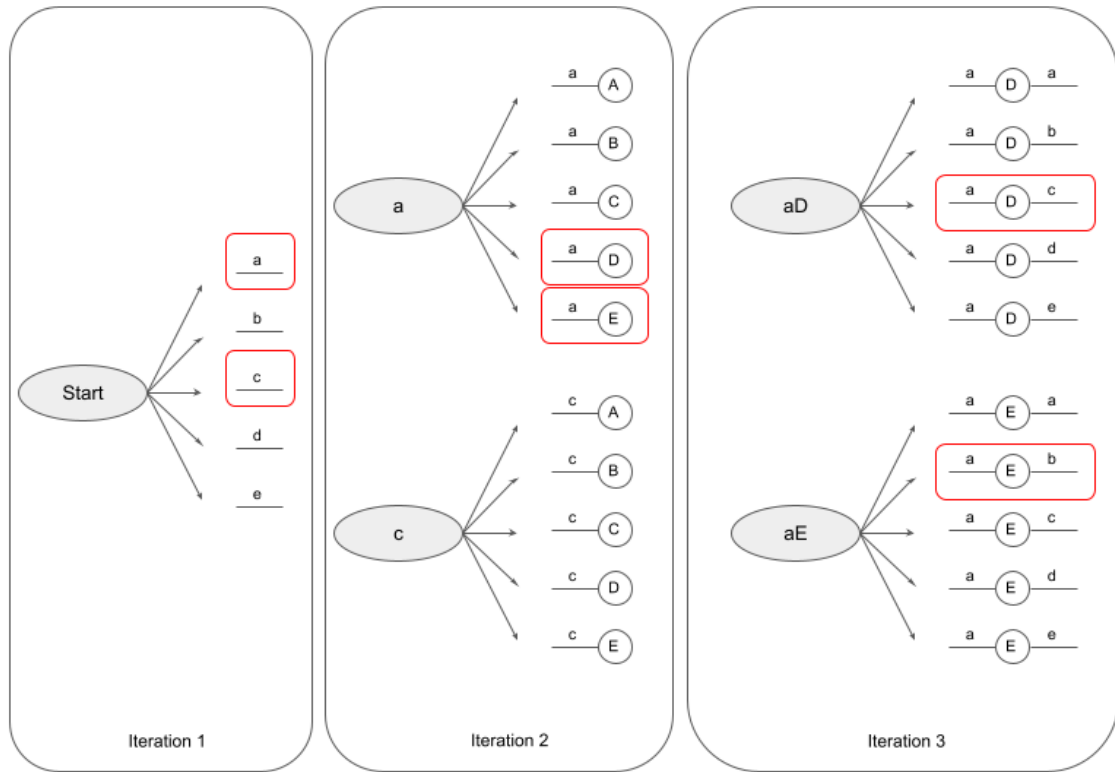 Start
a
b
c
d
e
Iteration 1
a
a A
a B
a C
a D
a E
c
c A
c B
c C
c D
c E
Iteration 2
aD
a D a
a D b
a D c
a D d
a D e
aE
a E a
a E b
a E c
a E d
a E e
Iteration 3